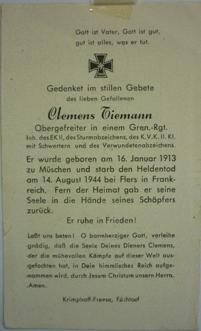 Gott ist Vater, Gott ist gut,
gut ist alles, was er tut.
Gedenket im stillen Gebete
des lieben Gefallenen
Clemens Tiemann
Obergefreiter in einem Gren.-Rgt.
Inh. des EK II, des Sturmabzeichens, des K.V.K. II. Kl.
mit Schwertern und des Verwundetenabzeichens.
Er wurde geboren am 16. Januar 1913
zu Müschen und starb den Heldentod
am 14. August 1944 bei Flers in Frank-
reich. Fern der Heimat gab er seine
Seele in die Hände seines Schöpfers
zurück.
Er ruhe in Frieden!
Laßt uns beten! O barmherziger Gott, verleihe
gnädig, daß die Seele Deines Dieners Clemens,
der die mühevollen Kämpfe auf dieser Welt aus-
gefochten hat, in Dein himmlisches Reich aufge-
nommen wird, durch Jesum Christum unsern Herrn.
Amen.
Krimphoff-Frense, Füchtorf